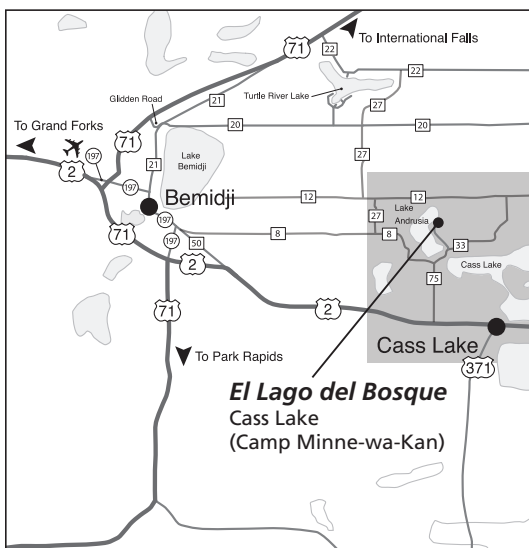 71
To International Falls
22
22
Turtle River Lake
Glidden Road
21
27
20
20
To Grand Forks
71
197
2
21
Lake
Bemidji
27
197
Bemidji
12
12
197
27
Lake
Andrusia
71
197
50
8
8
33
2
Cass Lake
75
71
2
Cass Lake
To Park Rapids
371
El Lago del Bosque
Cass Lake
(Camp Minne-wa-Kan)